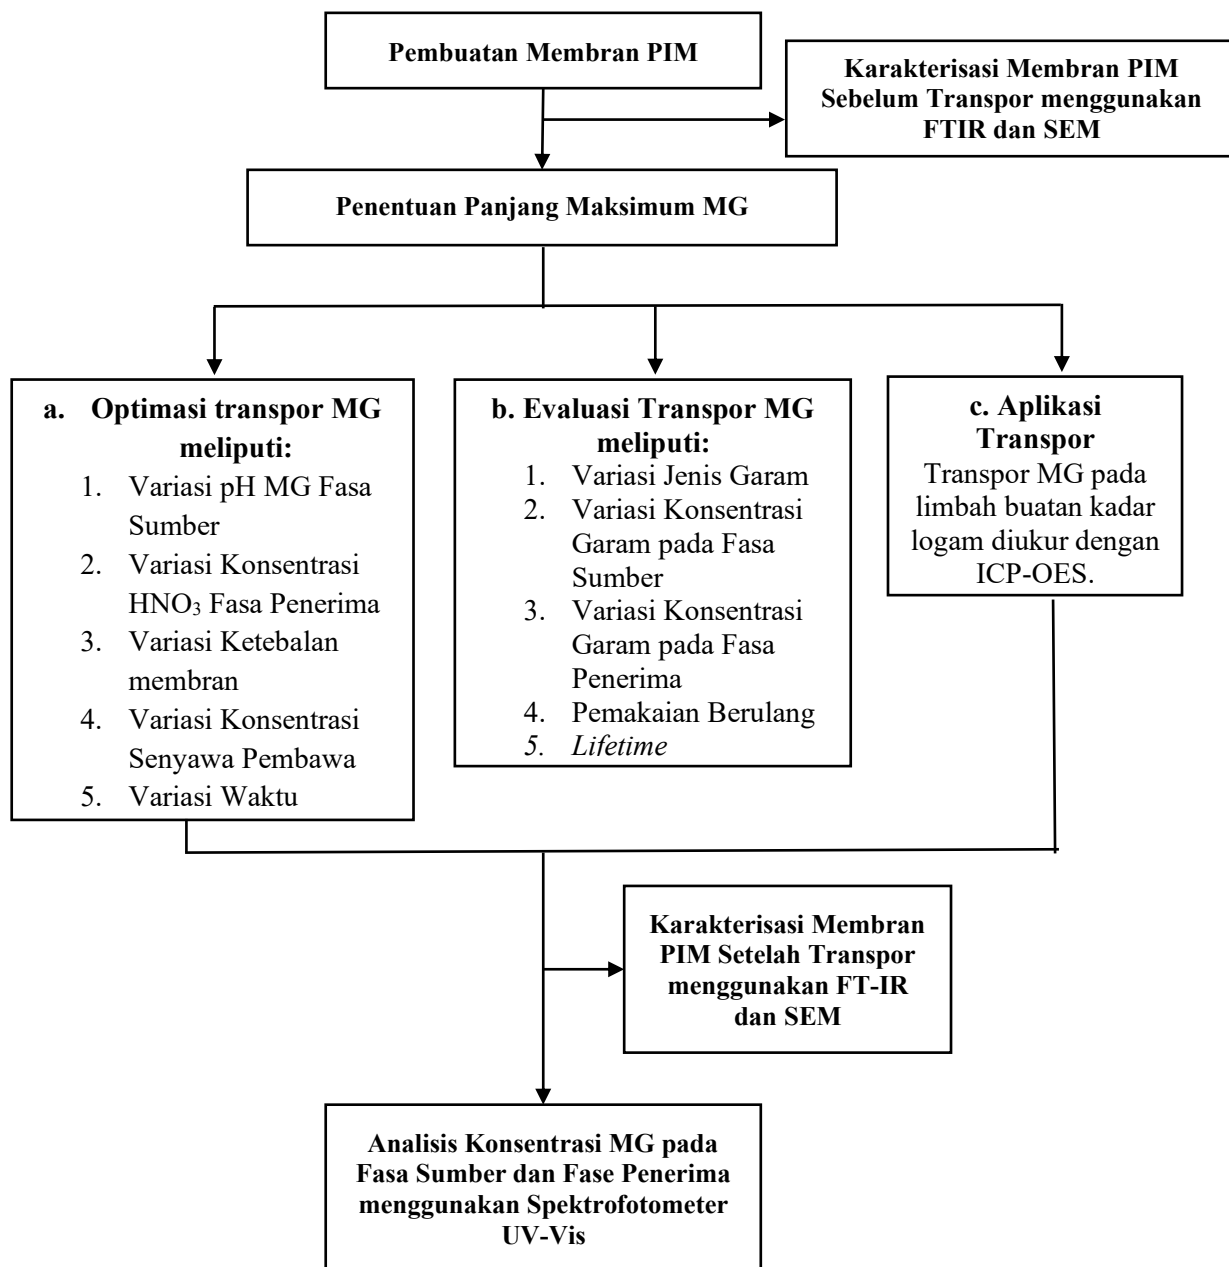 Pembuatan Membran PIM
Karakterisasi Membran PIM
Sebelum Transpor menggunakan
FTIR dan SEM
Penentuan Panjang Maksimum MG
a. Optimasi transpor MG
meliputi:
1. Variasi pH MG Fasa
Sumber
2. Variasi Konsentrasi
HNO₃ Fasa Penerima
3. Variasi Ketebalan
membran
4. Variasi Konsentrasi
Senyawa Pembawa
5. Variasi Waktu
b. Evaluasi Transpor MG
meliputi:
1. Variasi Jenis Garam
2. Variasi Konsentrasi
Garam pada Fasa
Sumber
3. Variasi Konsentrasi
Garam pada Fasa
Penerima
4. Pemakaian Berulang
5. Lifetime
c. Aplikasi
Transpor
Transpor MG pada
limbah buatan kadar
logam diukur dengan
ICP-OES.
Karakterisasi Membran
PIM Setelah Transpor
menggunakan FT-IR
dan SEM
Analisis Konsentrasi MG pada
Fasa Sumber dan Fase Penerima
menggunakan Spektrofotometer
UV-Vis